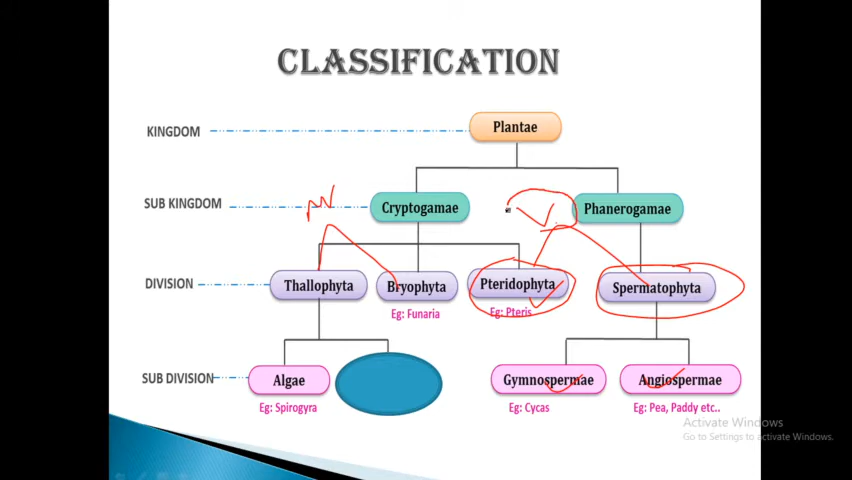 CLASSIFICATION
KINGDOM
Plantae
SUB KINGDOM
Cryptogamae
Phanerogamae
DIVISION
Thallophyta
Bryophyta
Pteridophyta
Spermatophyta
Eg: Funaria
Eg: Pteris
SUB DIVISION
Algae
Gymnospermae
Angiospermae
Eg: Spirogyra
Eg: Cycas
Eg: Pea, Paddy etc..
Activate Windows
Go to Settings to Activate Windows.